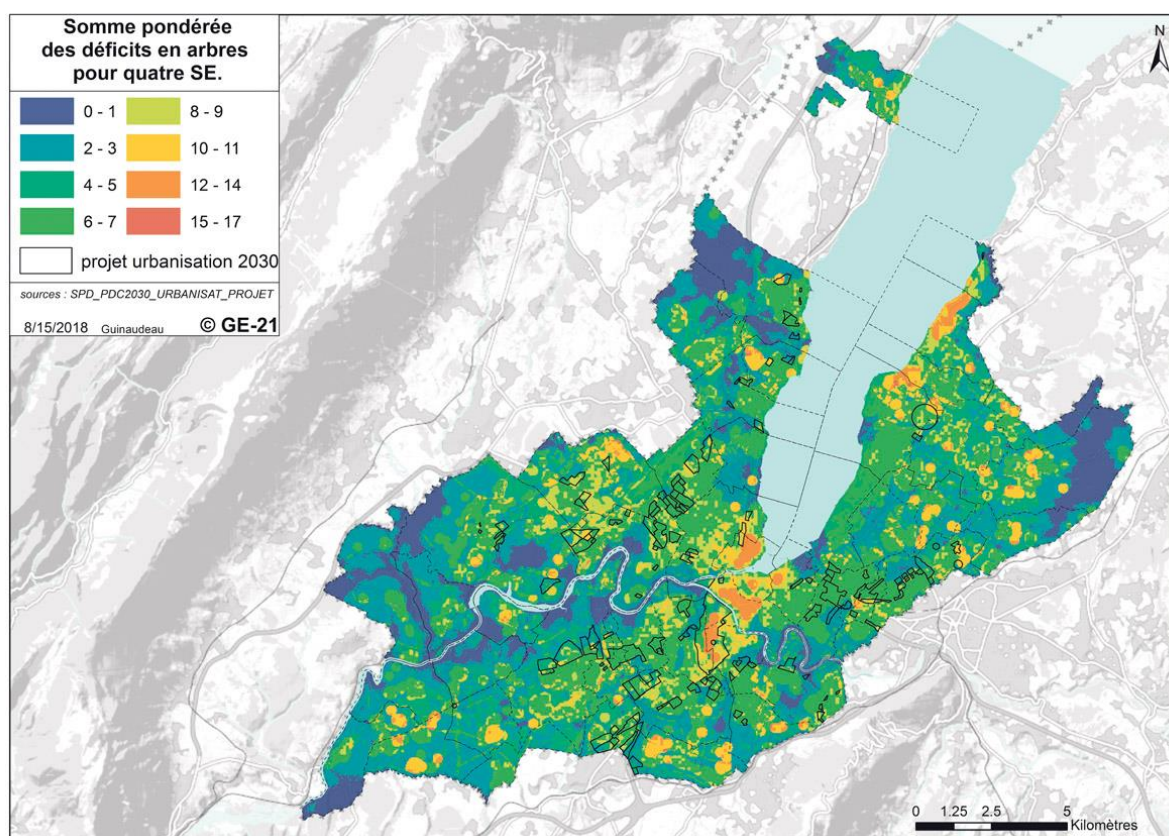 Somme pondérée
des déficits en arbres
pour quatre SE.
0 - 1
8 - 9
2 - 3
10 - 11
4 - 5
12 - 14
6 - 7
15 - 17
projet urbanisation 2030
sources : SPD_PDC2030_URBANISAT_PROJET
8/15/2018 Guinaudeau © GE-21
N
0 1.25 2.5 5
Kilomètres